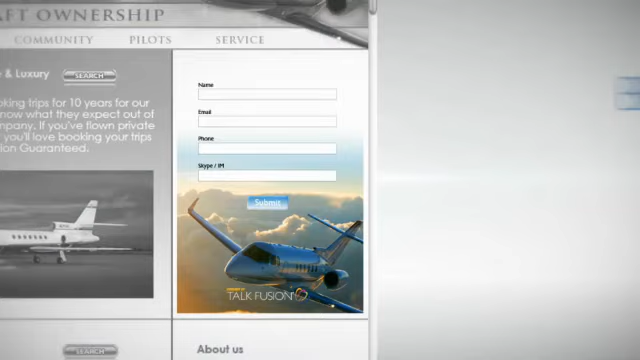 AFT OWNERSHIP
COMMUNITY PILOTS SERVICE
e & Luxury SEARCH
oking trips for 10 years for our
know what they expect out of
mpany. If you've flown private
you'll love booking your trips
ion Guaranteed.
Name
Email
Phone
Skype / IM
Submit
TALK FUSION
SEARCH
About us